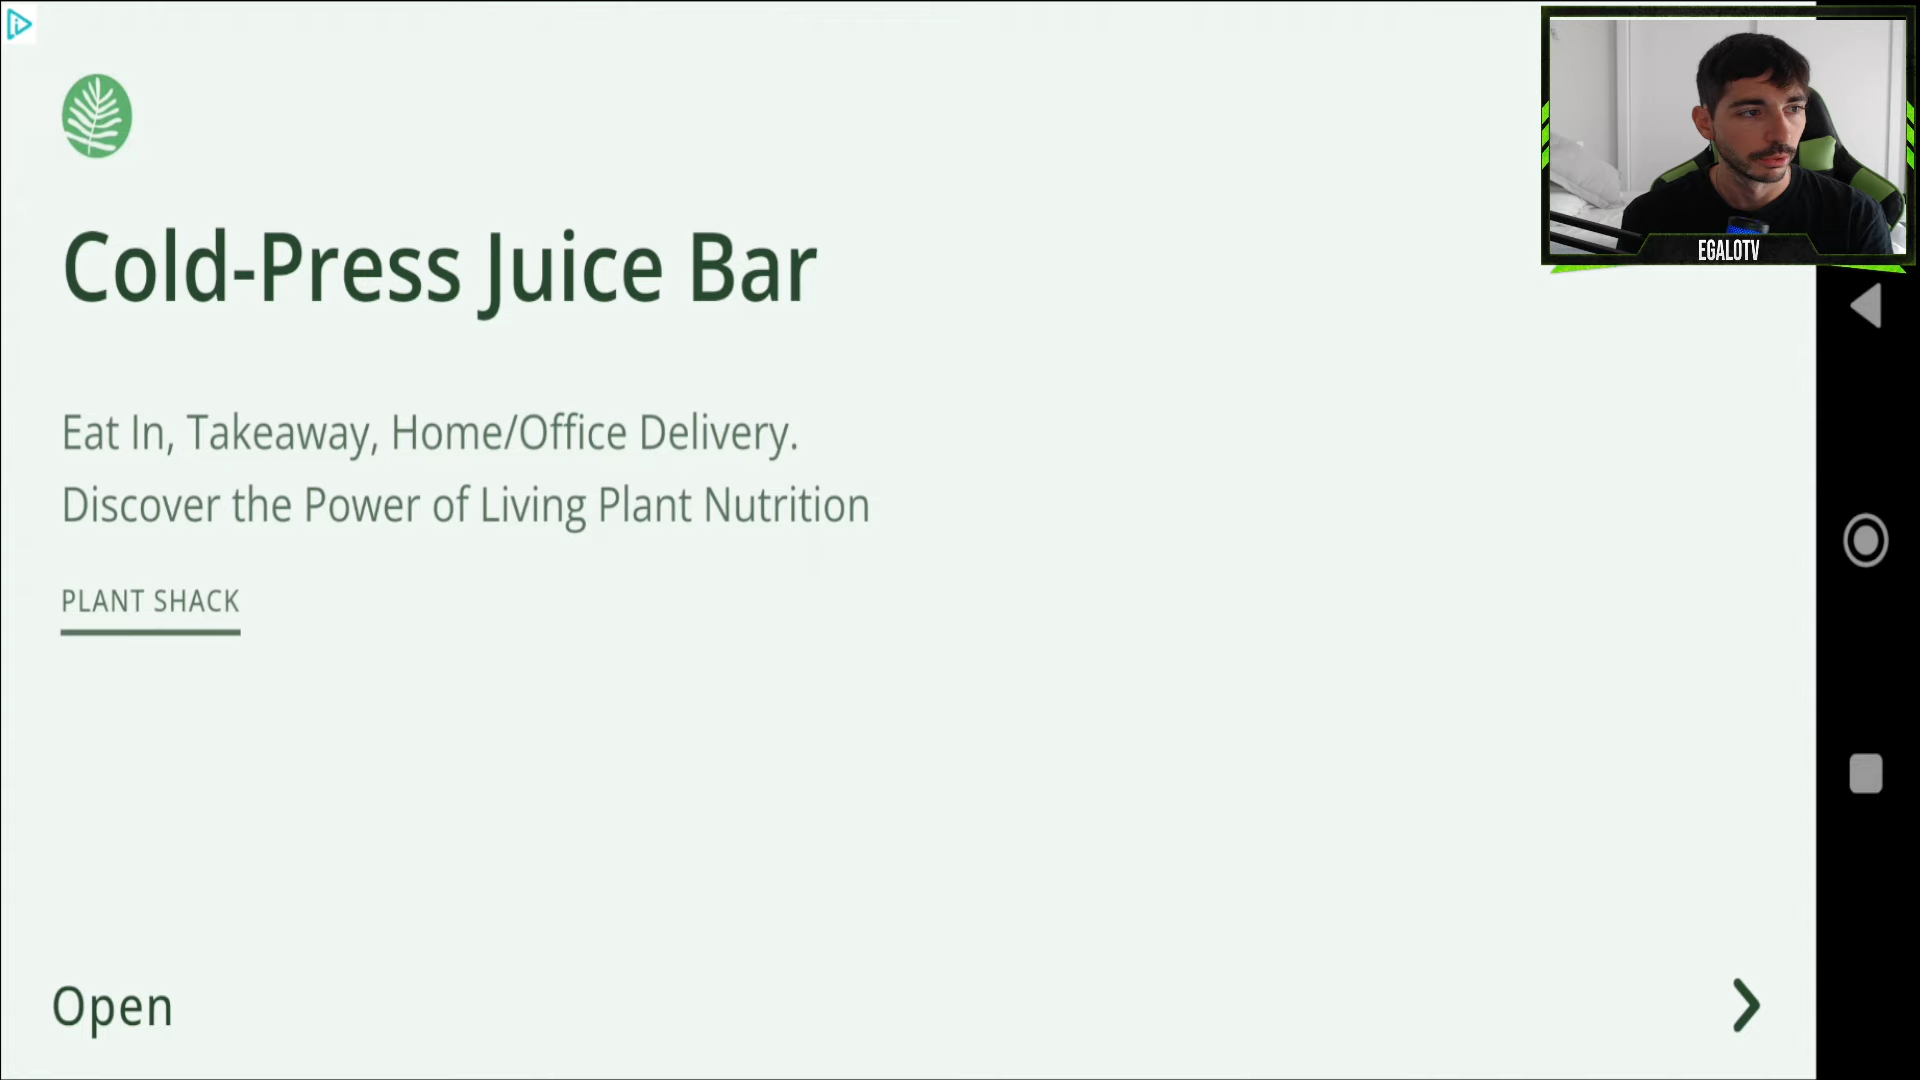 Cold-Press Juice Bar
Eat In, Takeaway, Home/Office Delivery.
Discover the Power of Living Plant Nutrition
PLANT SHACK
Open
EGALOTV